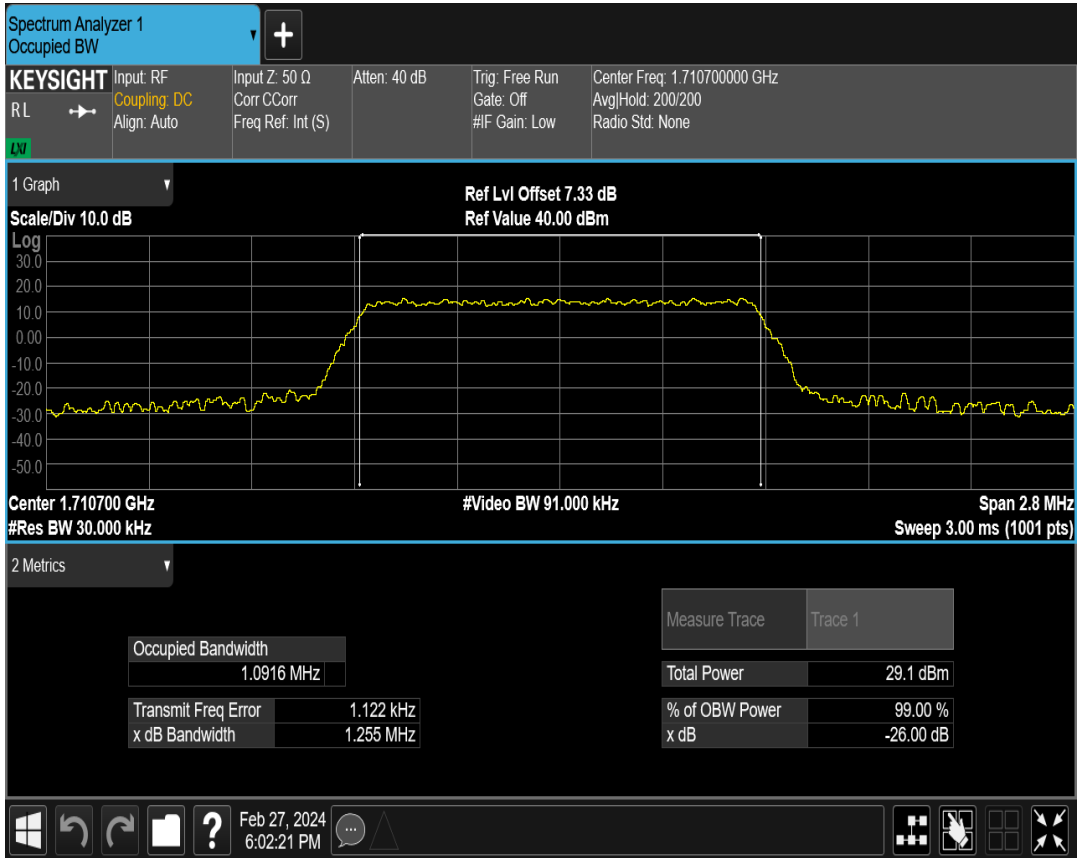 Spectrum Analyzer 1
Occupied BW
KEYSIGHT
R L
LXI
Input: RF
Coupling: DC
Align: Auto
Input Z: 50 Ω
Corr CCorr
Freq Ref: Int (S)
Atten: 40 dB
Trig: Free Run
Gate: Off
#IF Gain: Low
Center Freq: 1.710700000 GHz
Avg|Hold: 200/200
Radio Std: None
1 Graph
Ref Lvl Offset 7.33 dB
Scale/Div 10.0 dB
Ref Value 40.00 dBm
Log
30.0
20.0
10.0
0.00
-10.0
-20.0
-30.0
-40.0
-50.0
Center 1.710700 GHz
#Video BW 91.000 kHz
Span 2.8 MHz
#Res BW 30.000 kHz
Sweep 3.00 ms (1001 pts)
2 Metrics
Occupied Bandwidth
1.0916 MHz
Transmit Freq Error 1.122 kHz
x dB Bandwidth 1.255 MHz
Measure Trace Trace 1
Total Power 29.1 dBm
% of OBW Power 99.00 %
x dB -26.00 dB
?
Feb 27, 2024
6:02:21 PM